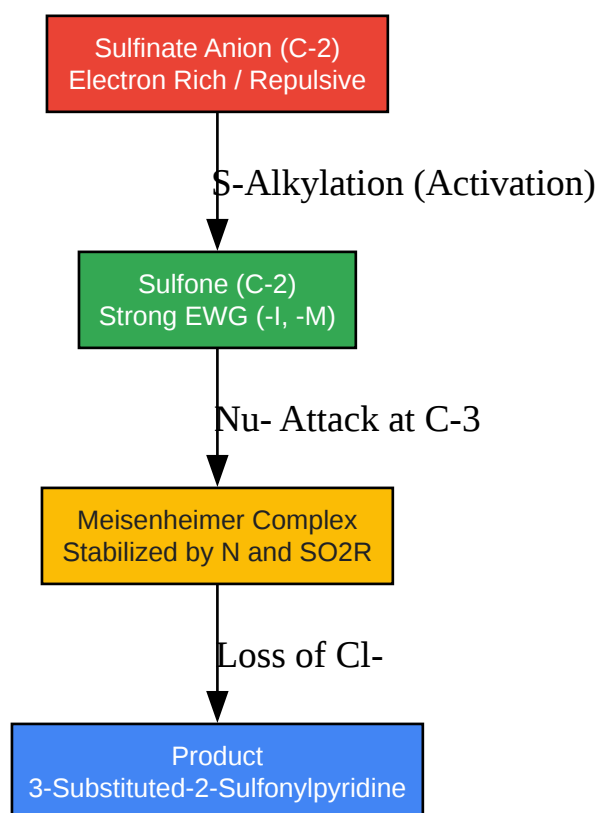 Sulfinate Anion (C-2)
Electron Rich / Repulsive
S-Alkylation (Activation)
Sulfone (C-2)
Strong EWG (-I, -M)
Nu- Attack at C-3
Meisenheimer Complex
Stabilized by N and SO2R
Loss of Cl-
Product
3-Substituted-2-Sulfonylpyridine